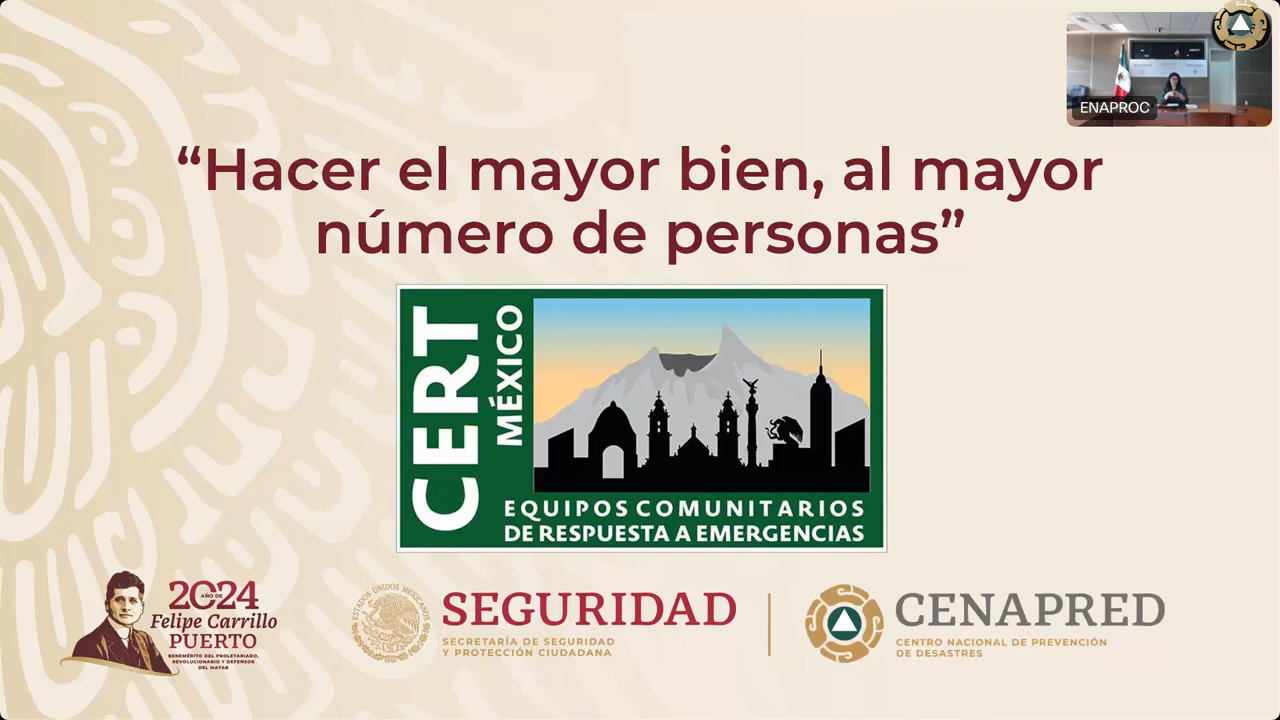 ENAPROC
“Hacer el mayor bien, al mayor
número de personas”
CERT
MÉXICO
EQUIPOS COMUNITARIOS
DE RESPUESTA A EMERGENCIAS
2024
AÑO DE
Felipe Carrillo
PUERTO
BENEMÉRITO DEL PROLETARIADO,
REVOLUCIONARIO Y DEFENSOR
DEL MAYAB
ESTADOS UNIDOS MEXICANOS
SEGURIDAD
SECRETARÍA DE SEGURIDAD
Y PROTECCIÓN CIUDADANA
CENAPRED
CENTRO NACIONAL DE PREVENCIÓN
DE DESASTRES